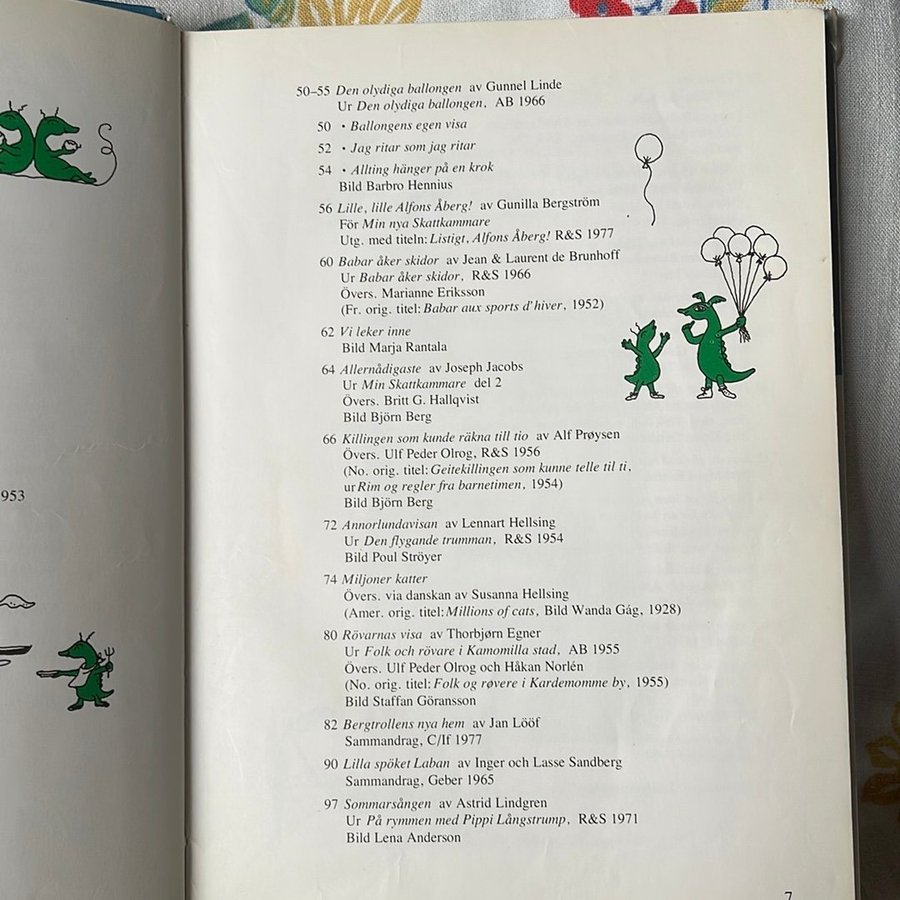 953
50–55 Den olydiga ballongen av Gunnel Linde
Ur Den olydiga ballongen, AB 1966
50 • Ballongens egen visa
52 • Jag ritar som jag ritar
54 • Allting hänger på en krok
Bild Barbro Hennius
56 Lille, lille Alfons Åberg! av Gunilla Bergström
För Min nya Skattkammare
Utg. med titeln: Listigt, Alfons Åberg! R&S 1977
60 Babar åker skidor av Jean & Laurent de Brunhoff
Ur Babar åker skidor, R&S 1966
Övers. Marianne Eriksson
(Fr. orig. titel: Babar aux sports d'hiver, 1952)
62 Vi leker inne
Bild Marja Rantala
64 Allernådigaste av Joseph Jacobs
Ur Min Skattkammare del 2
Övers. Britt G. Hallqvist
Bild Björn Berg
66 Killingen som kunde räkna till tio av Alf Prøysen
Övers. Ulf Peder Olrog, R&S 1956
(No. orig. titel: Geitekillingen som kunne telle til ti,
ur Rim og regler fra barnetimen, 1954)
Bild Björn Berg
72 Annorlundavisan av Lennart Hellsing
Ur Den flygande trumman, R&S 1954
Bild Poul Ströyer
74 Miljoner katter
Övers. via danskan av Susanna Hellsing
(Amer. orig. titel: Millions of cats, Bild Wanda Gág, 1928)
80 Rövarnas visa av Thorbjørn Egner
Ur Folk och rövare i Kamomilla stad, AB 1955
Övers. Ulf Peder Olrog och Håkan Norlén
(No. orig. titel: Folk og røvere i Kardemomme by, 1955)
Bild Staffan Göransson
82 Bergtrollens nya hem av Jan Lööf
Sammandrag, C/If 1977
90 Lilla spöket Laban av Inger och Lasse Sandberg
Sammandrag, Geber 1965
97 Sommarsången av Astrid Lindgren
Ur På rymmen med Pippi Långstrump, R&S 1971
Bild Lena Anderson
7